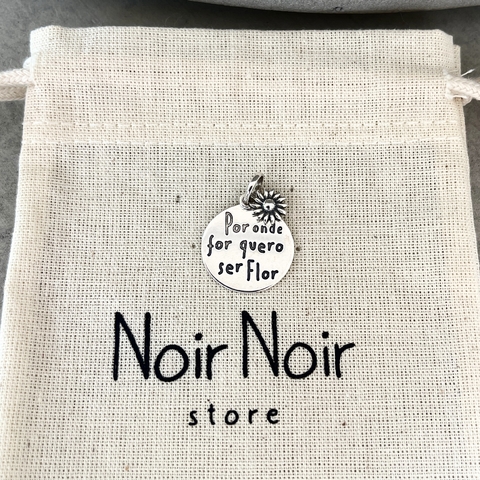 Por onde
for quero
ser Flor
Noir Noir
store